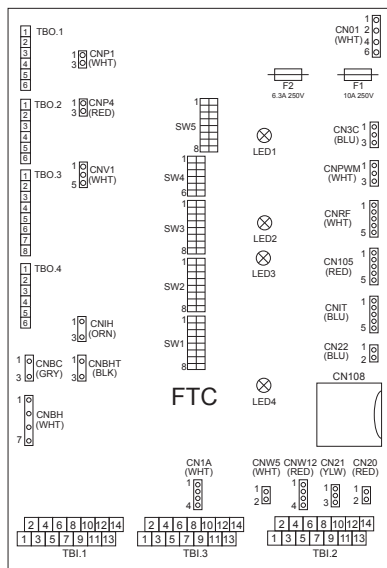 TBO.1
1
2
3
4
5
6
CNP1
(WHT)
1
3
CN01
(WHT)
1
2
4
6
F2
6.3A 250V
F1
10A 250V
TBO.2
1
2
3
4
5
6
CNP4
(RED)
1
3
SW5
1
8
LED1
CN3C
(BLU)
1
3
TBO.3
1
2
3
4
5
6
7
8
CNV1
(WHT)
1
5
SW4
1
6
CNPWM
(WHT)
1
3
SW3
1
8
LED2
CNRF
(WHT)
1
5
TBO.4
1
2
3
4
5
6
SW2
1
8
LED3
CN105
(RED)
1
5
CNIH
(ORN)
1
3
SW1
1
8
CNIT
(BLU)
1
5
CNBC
(GRY)
1
3
CNBHT
(BLK)
1
3
CN22
(BLU)
1
2
FTC
LED4
CN108
CNBH
(WHT)
1
7
CN1A
(WHT)
1
4
CNW5
(WHT)
1
2
CNW12
(RED)
1
4
CN21
(YLW)
1
3
CN20
(RED)
1
2
2 4 6 8 10 12 14
1 3 5 7 9 11 13
TBI.1
2 4 6 8 10 12 14
1 3 5 7 9 11 13
TBI.3
2 4 6 8 10 12 14
1 3 5 7 9 11 13
TBI.2